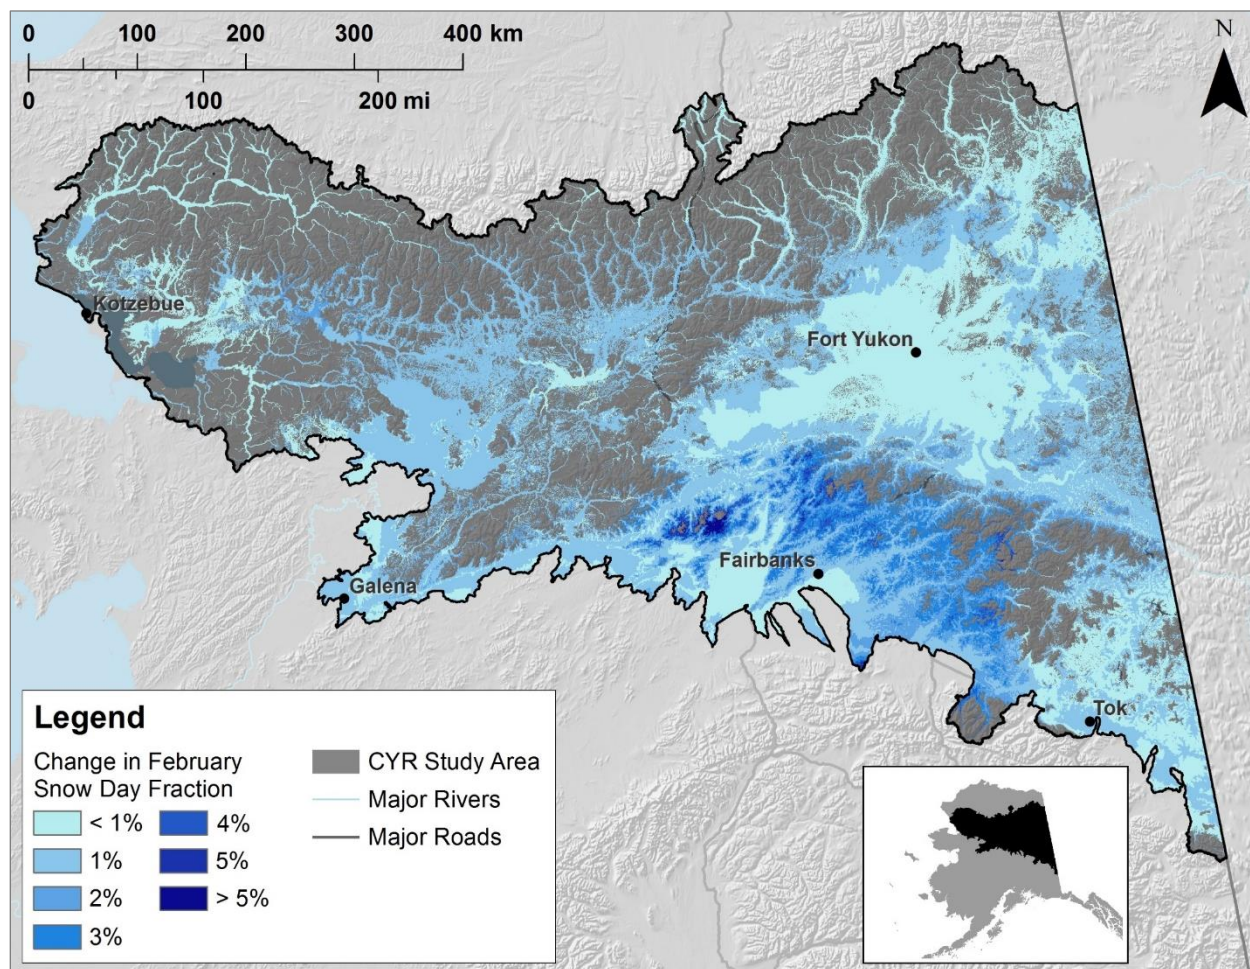 0 100 200 300 400 km
0 100 200 mi
N
Kotzebue
Fort Yukon
Fairbanks
Galena
Tok
Legend
Change in February
Snow Day Fraction
< 1%
1%
2%
3%
4%
5%
> 5%
CYR Study Area
Major Rivers
Major Roads